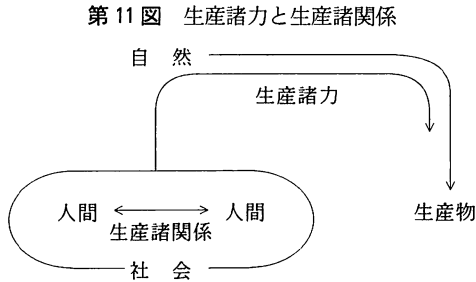 第11図 生産諸力と生産諸関係
自 然
生産諸力
人間 人間 生産物
生産諸関係
社 会